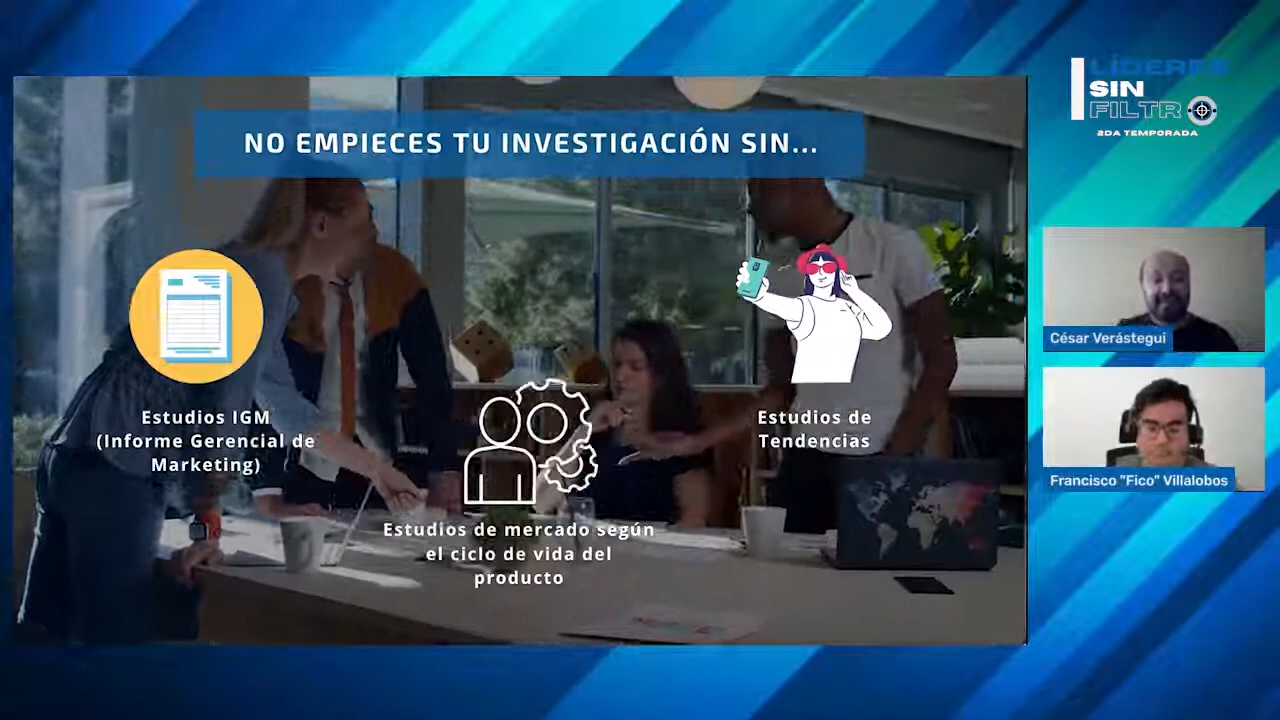 LÍDERES
SIN
FILTRO
2DA TEMPORADA
NO EMPIECES TU INVESTIGACIÓN SIN...
Estudios IGM
(Informe Gerencial de
Marketing)
Estudios de mercado según
el ciclo de vida del
producto
Estudios de
Tendencias
César Verástegui
Francisco "Fico" Villalobos